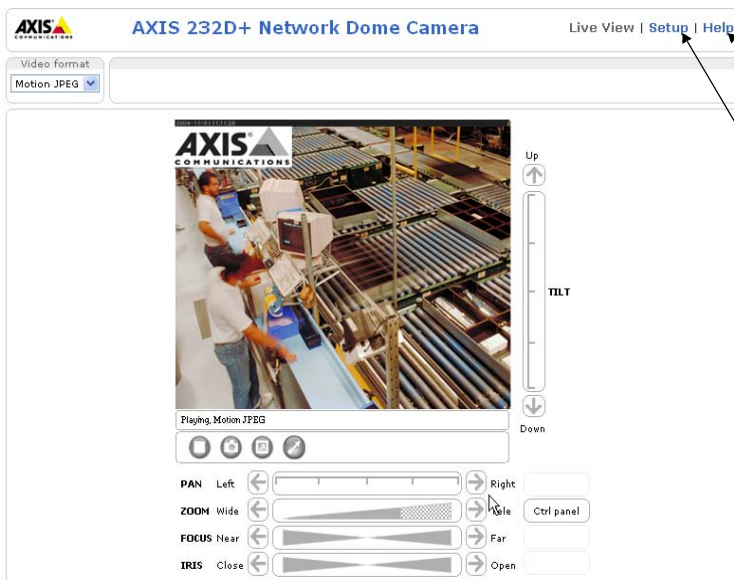 AXIS COMMUNICATIONS
AXIS 232D+ Network Dome Camera
Live View | Setup | Help
Video format
Motion JPEG
AXIS
COMMUNICATIONS
Up
TILT
Playing, Motion JPEG
Down
PAN Left Right
ZOOM Wide Tele Ctrl panel
FOCUS Near Far
IRIS Close Open